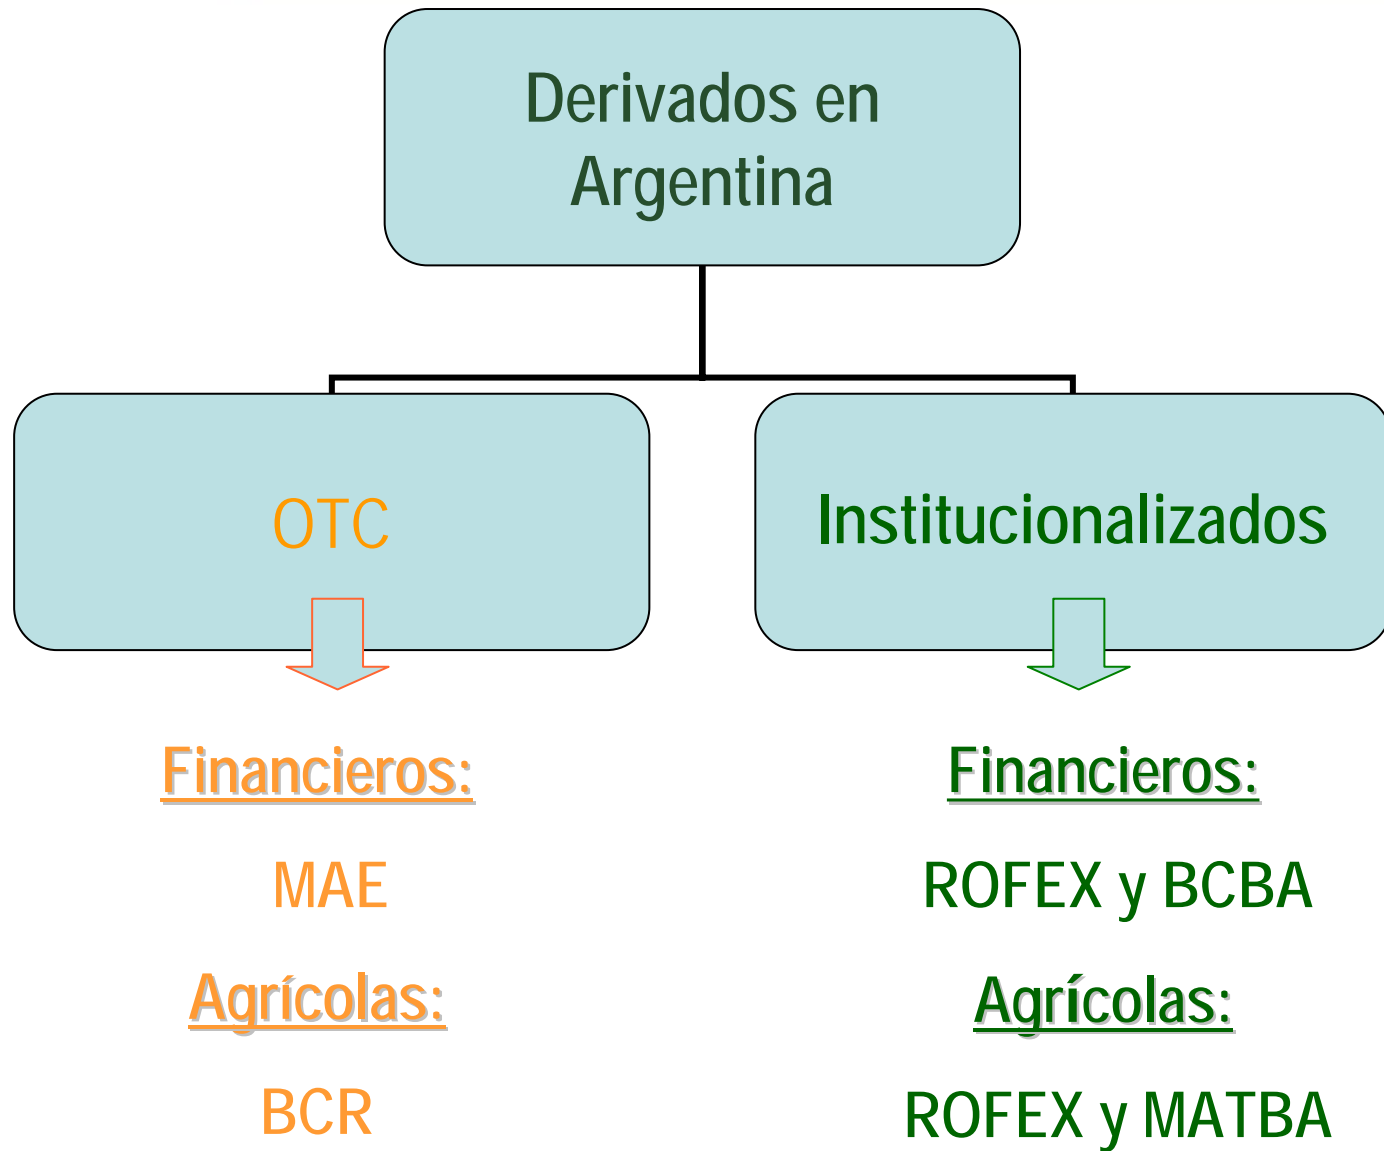 Derivados en
Argentina
OTC
Institucionalizados
Financieros:
MAE
Agrícolas:
BCR
Financieros:
ROFEX y BCBA
Agrícolas:
ROFEX y MATBA